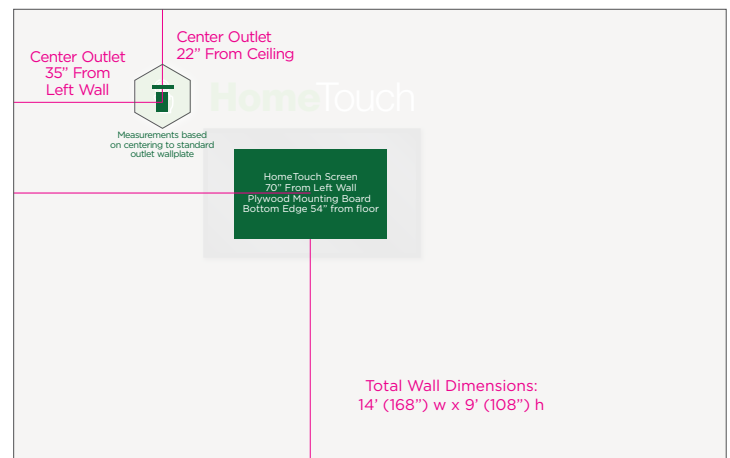 Center Outlet
22” From Ceiling
Center Outlet
35” From
Left Wall
HomeTouch
Measurements based
on centering to standard
outlet wallplate
HomeTouch Screen
70” From Left Wall
Plywood Mounting Board
Bottom Edge 54” from floor
Total Wall Dimensions:
14’ (168”) w x 9’ (108”) h